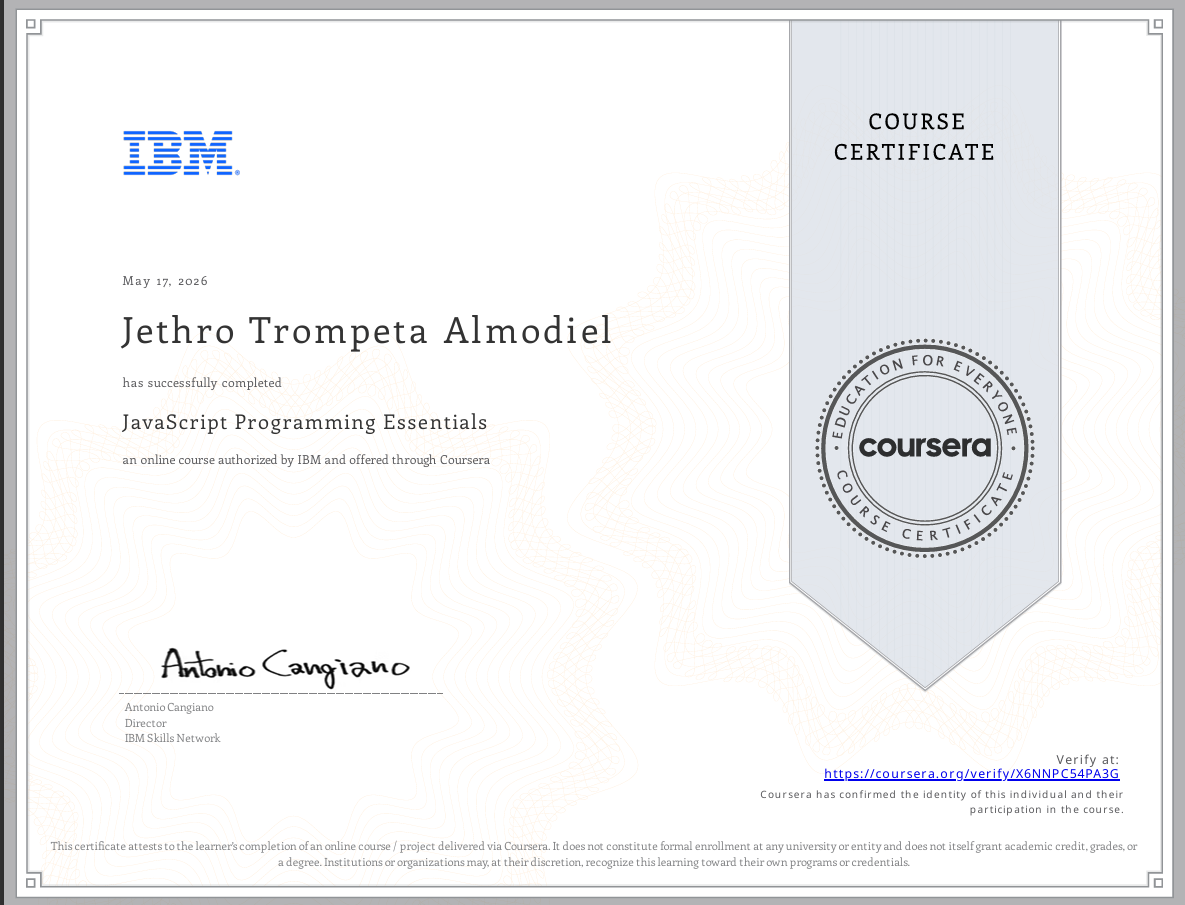 COURSE
CERTIFICATE
IBM®
May 17, 2026
Jethro Trompeta Almodiel
has successfully completed
JavaScript Programming Essentials
an online course authorized by IBM and offered through Coursera
EDUCATION FOR EVERYONE
coursera
COURSE CERTIFICATE
Antonio Cangiano
Antonio Cangiano
Director
IBM Skills Network
Verify at:
https://coursera.org/verify/X6NNPC54PA3G
Coursera has confirmed the identity of this individual and their
participation in the course.
This certificate attests to the learner's completion of an online course / project delivered via Coursera. It does not constitute formal enrollment at any university or entity and does not itself grant academic credit, grades, or
a degree. Institutions or organizations may, at their discretion, recognize this learning toward their own programs or credentials.